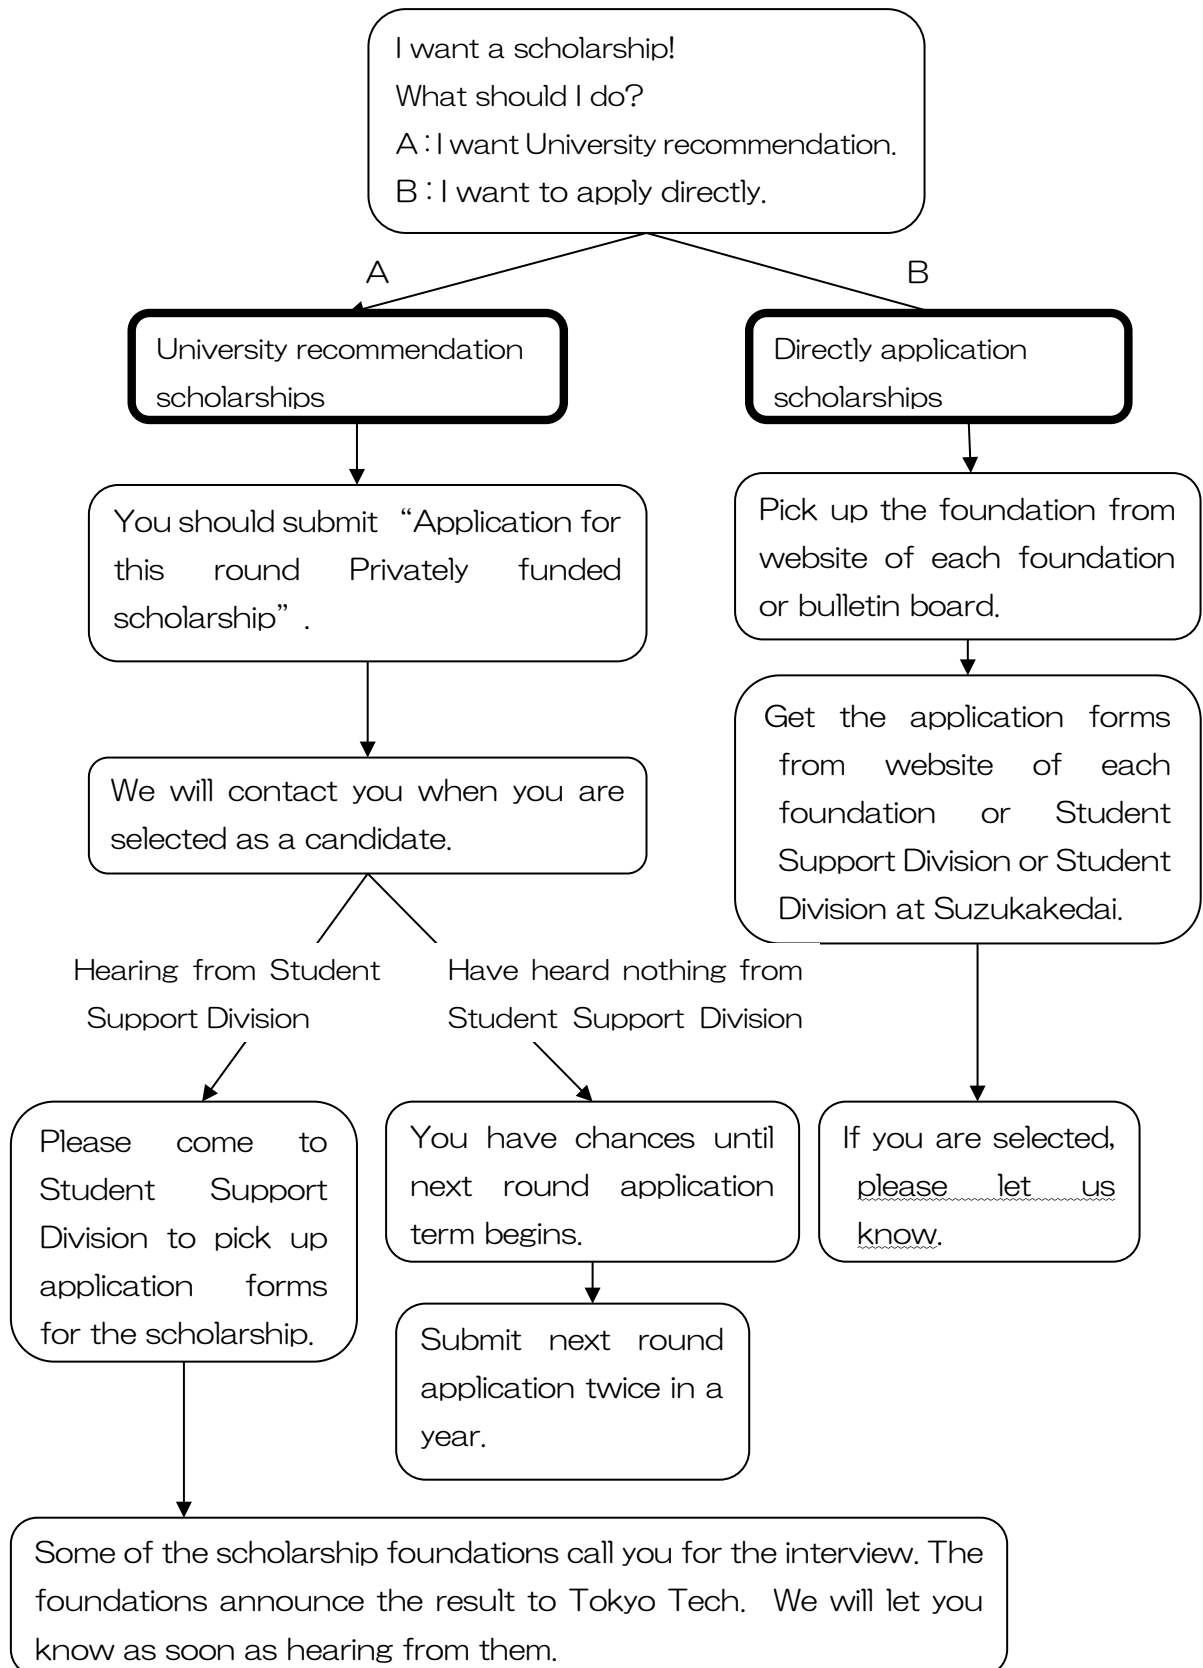 I want a scholarship!
What should I do?
A：I want University recommendation.
B：I want to apply directly.
A
B
University recommendation
scholarships
Directly application
scholarships
You should submit “Application for
this round Privately funded
scholarship”.
Pick up the foundation from
website of each foundation
or bulletin board.
We will contact you when you are
selected as a candidate.
Get the application forms
from website of each
foundation or Student
Support Division or Student
Division at Suzukakedai.
Hearing from Student
Support Division
Have heard nothing from
Student Support Division
Please come to
Student Support
Division to pick up
application forms
for the scholarship.
You have chances until
next round application
term begins.
If you are selected,
please let us
know.
Submit next round
application twice in a
year.
Some of the scholarship foundations call you for the interview. The
foundations announce the result to Tokyo Tech. We will let you
know as soon as hearing from them.